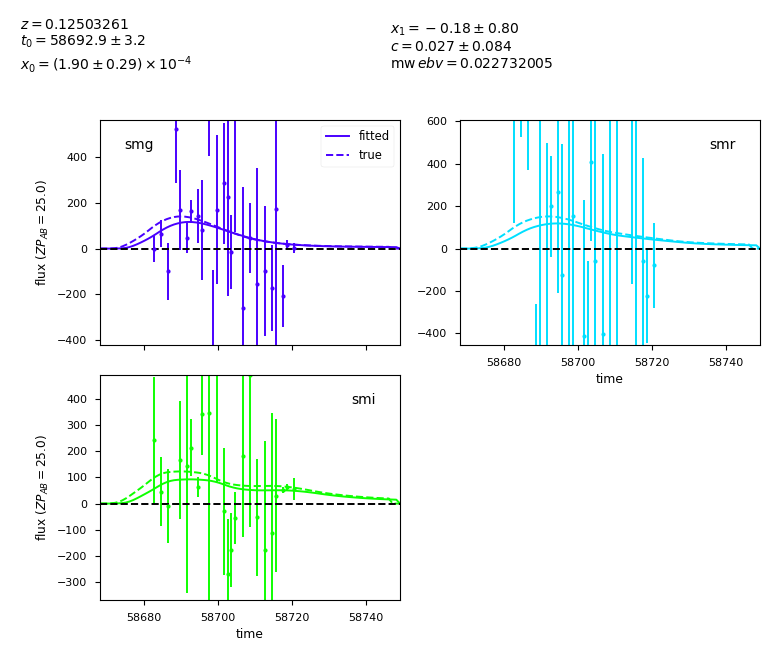 z = 0.12503261
t₀ = 58692.9 ± 3.2
x₀ = (1.90 ± 0.29) × 10⁻⁴
x₁ = −0.18 ± 0.80
c = 0.027 ± 0.084
mw ebv = 0.022732005
smg
fitted
true
flux (ZP_AB = 25.0)
400
200
0
−200
−400
smr
600
400
200
0
−200
−400
58680 58700 58720 58740
time
smi
flux (ZP_AB = 25.0)
400
300
200
100
0
−100
−200
−300
58680 58700 58720 58740
time